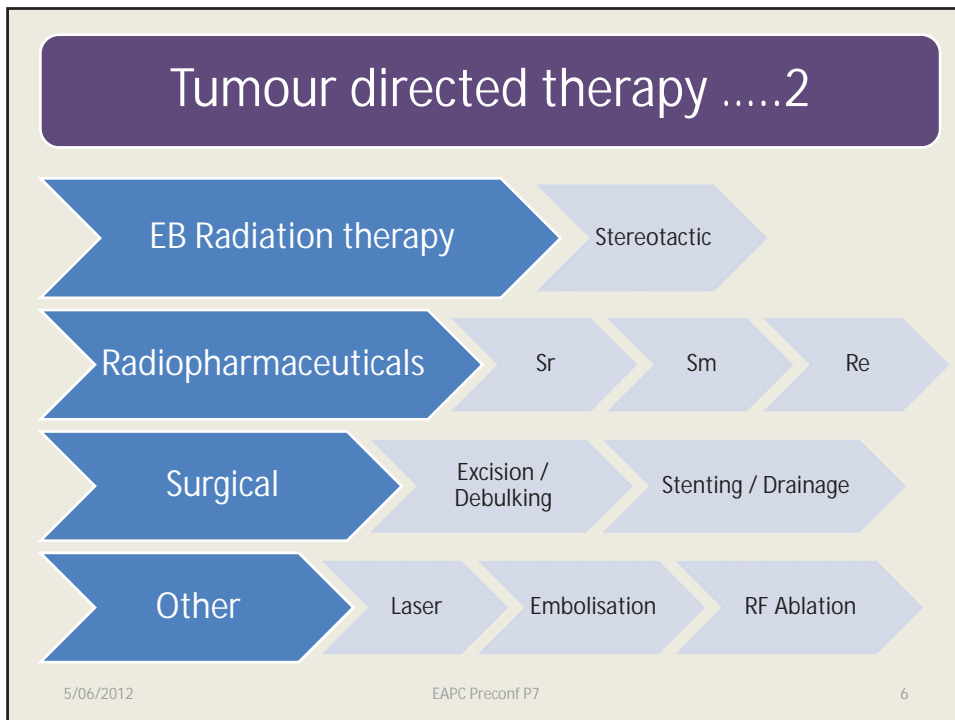 Tumour directed therapy .....2
EB Radiation therapy
Stereotactic
Radiopharmaceuticals
Sr
Sm
Re
Surgical
Excision /
Debulking
Stenting / Drainage
Other
Laser
Embolisation
RF Ablation
5/06/2012
EAPC Preconf P7
6